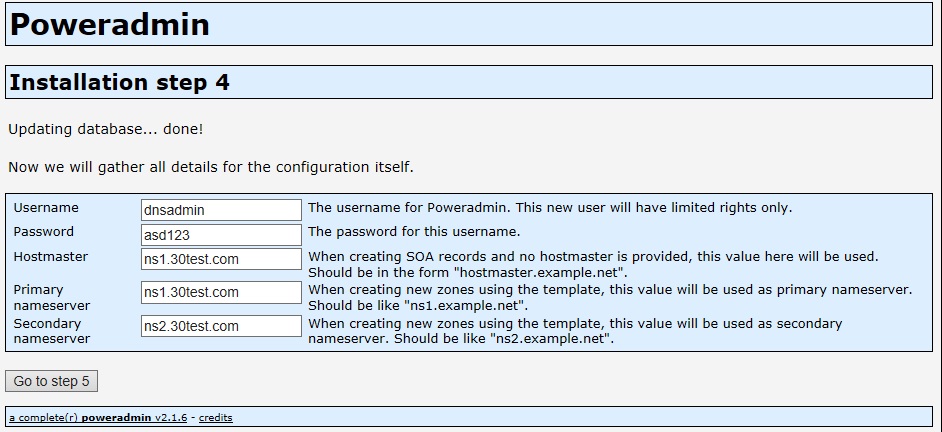 Poweradmin
Installation step 4
Updating database... done!
Now we will gather all details for the configuration itself.
Username dnsadmin The username for Poweradmin. This new user will have limited rights only.
Password asd123 The password for this username.
Hostmaster ns1.30test.com When creating SOA records and no hostmaster is provided, this value here will be used.
Should be in the form "hostmaster.example.net".
Primary ns1.30test.com When creating new zones using the template, this value will be used as primary nameserver.
nameserver Should be like "ns1.example.net".
Secondary ns2.30test.com When creating new zones using the template, this value will be used as secondary
nameserver nameserver. Should be like "ns2.example.net".
Go to step 5
a complete(r) poweradmin v2.1.6 - credits